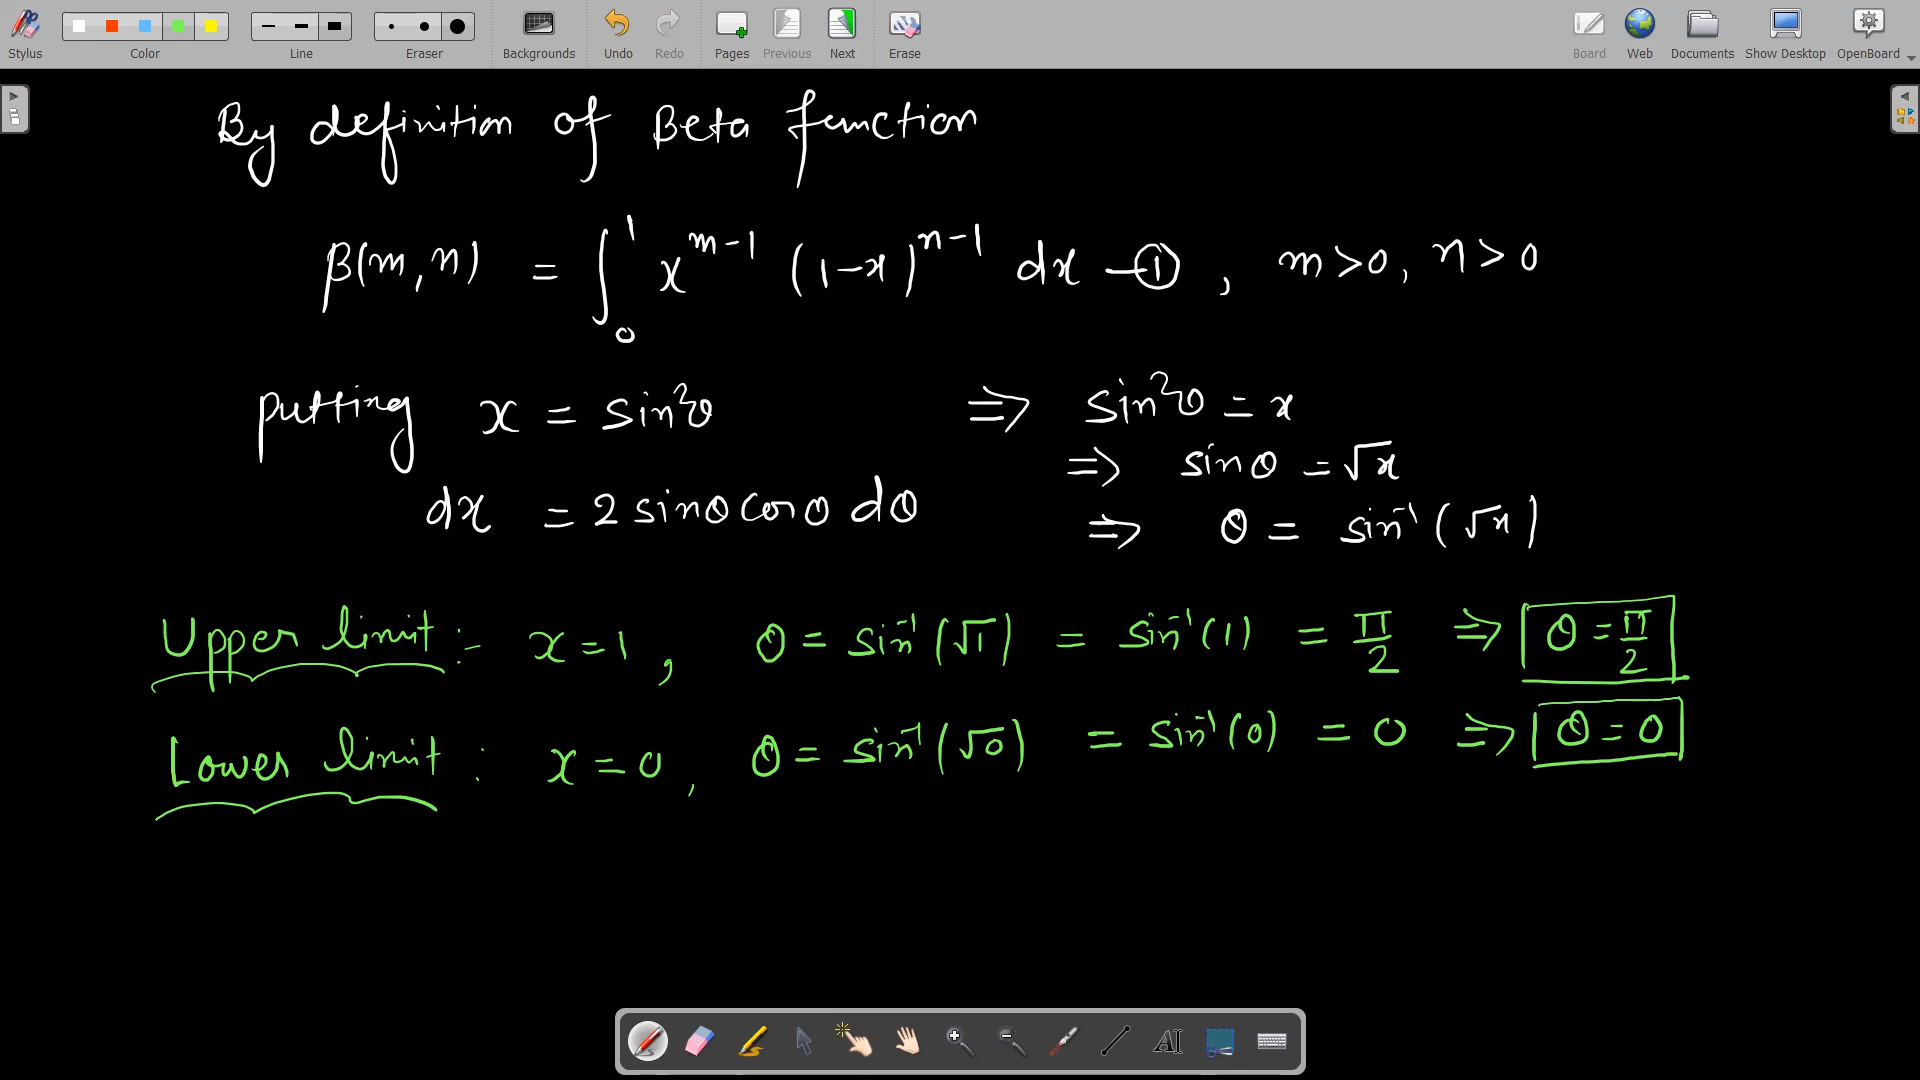 Stylus Color Line Eraser Backgrounds Undo Redo Pages Previous Next Erase Board Web Documents Show Desktop OpenBoard
By definition of Beta function
β(m,n) = ∫₀¹ x^{m-1} (1-x)^{n-1} dx —① , m>0, n>0
putting x = sin²θ ⇒ sin²θ = x
⇒ sinθ = √x
dx = 2 sinθ cosθ dθ ⇒ θ = sin⁻¹(√x)
Upper limit :- x=1, θ = sin⁻¹(√1) = sin⁻¹(1) = π/2 ⇒ θ = π/2
Lower limit : x=0, θ = sin⁻¹(√0) = sin⁻¹(0) = 0 ⇒ θ = 0
AI